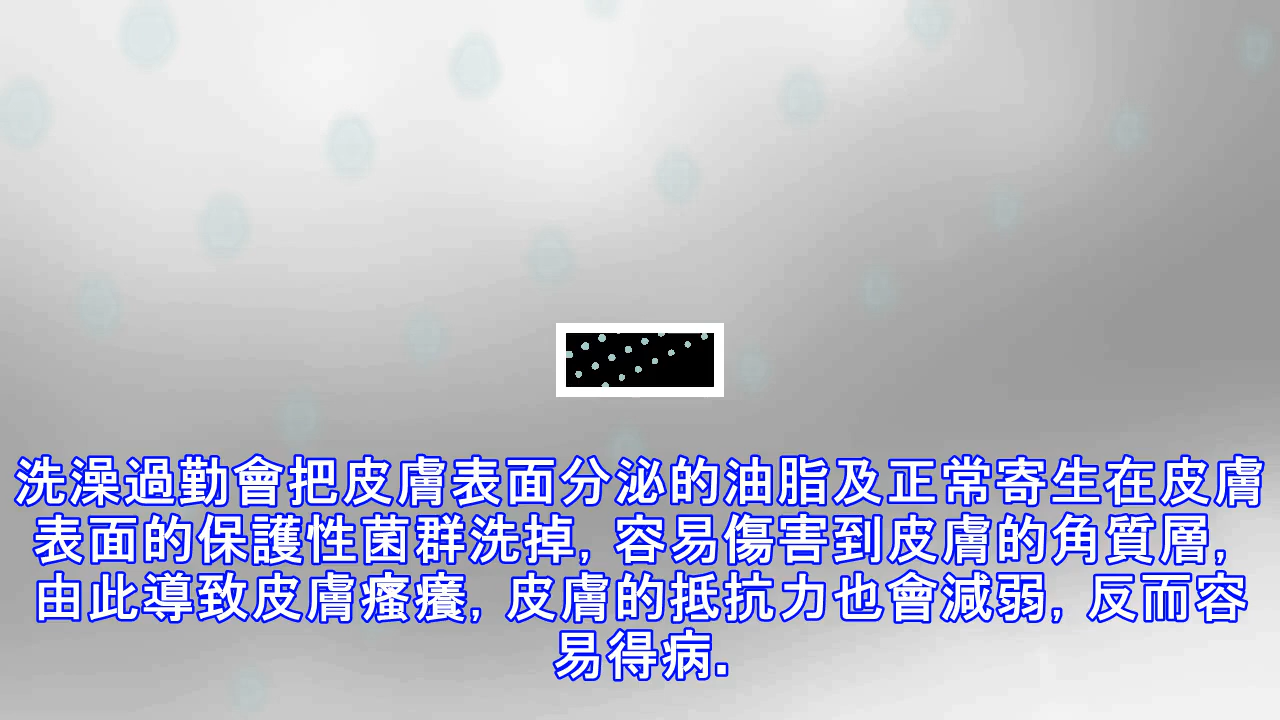 洗澡過勤會把皮膚表面分泌的油脂及正常寄生在皮膚
表面的保護性菌群洗掉, 容易傷害到皮膚的角質層,
由此導致皮膚瘙癢, 皮膚的抵抗力也會減弱, 反而容
易得病.